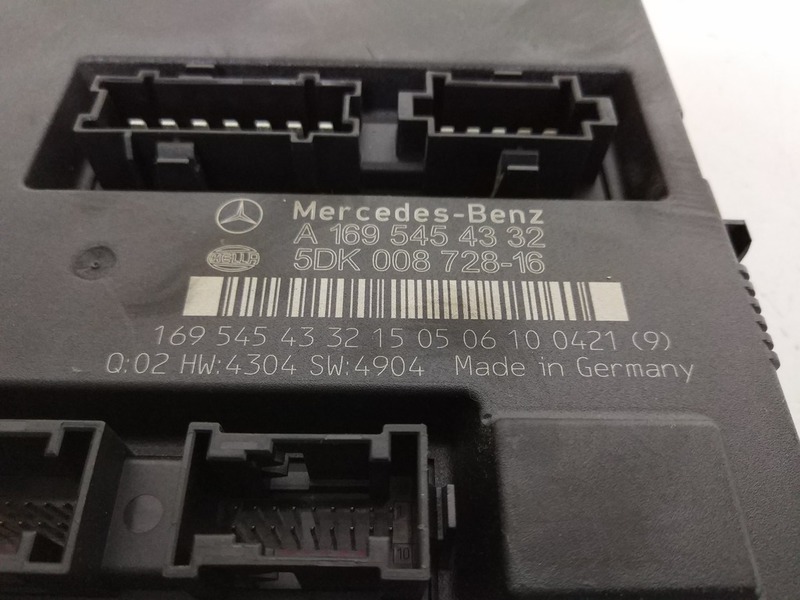 Mercedes-Benz
A 169 545 43 32
HELLA
5DK 008 728-16
169 545 43 32 15 05 06 10 0421 (9)
Q:02 HW:4304 SW:4904 Made in Germany
10